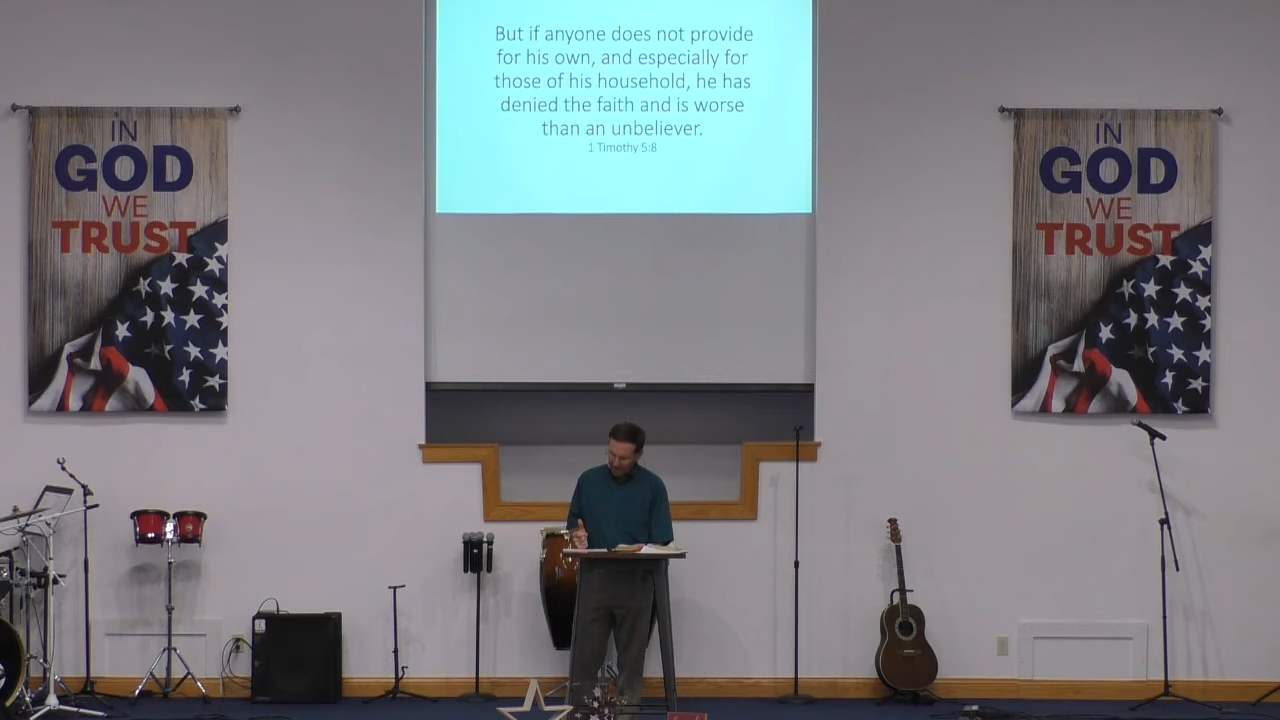 But if anyone does not provide
for his own, and especially for
those of his household, he has
denied the faith and is worse
than an unbeliever.
1 Timothy 5:8
IN
GOD
WE
TRUST
IN
GOD
WE
TRUST